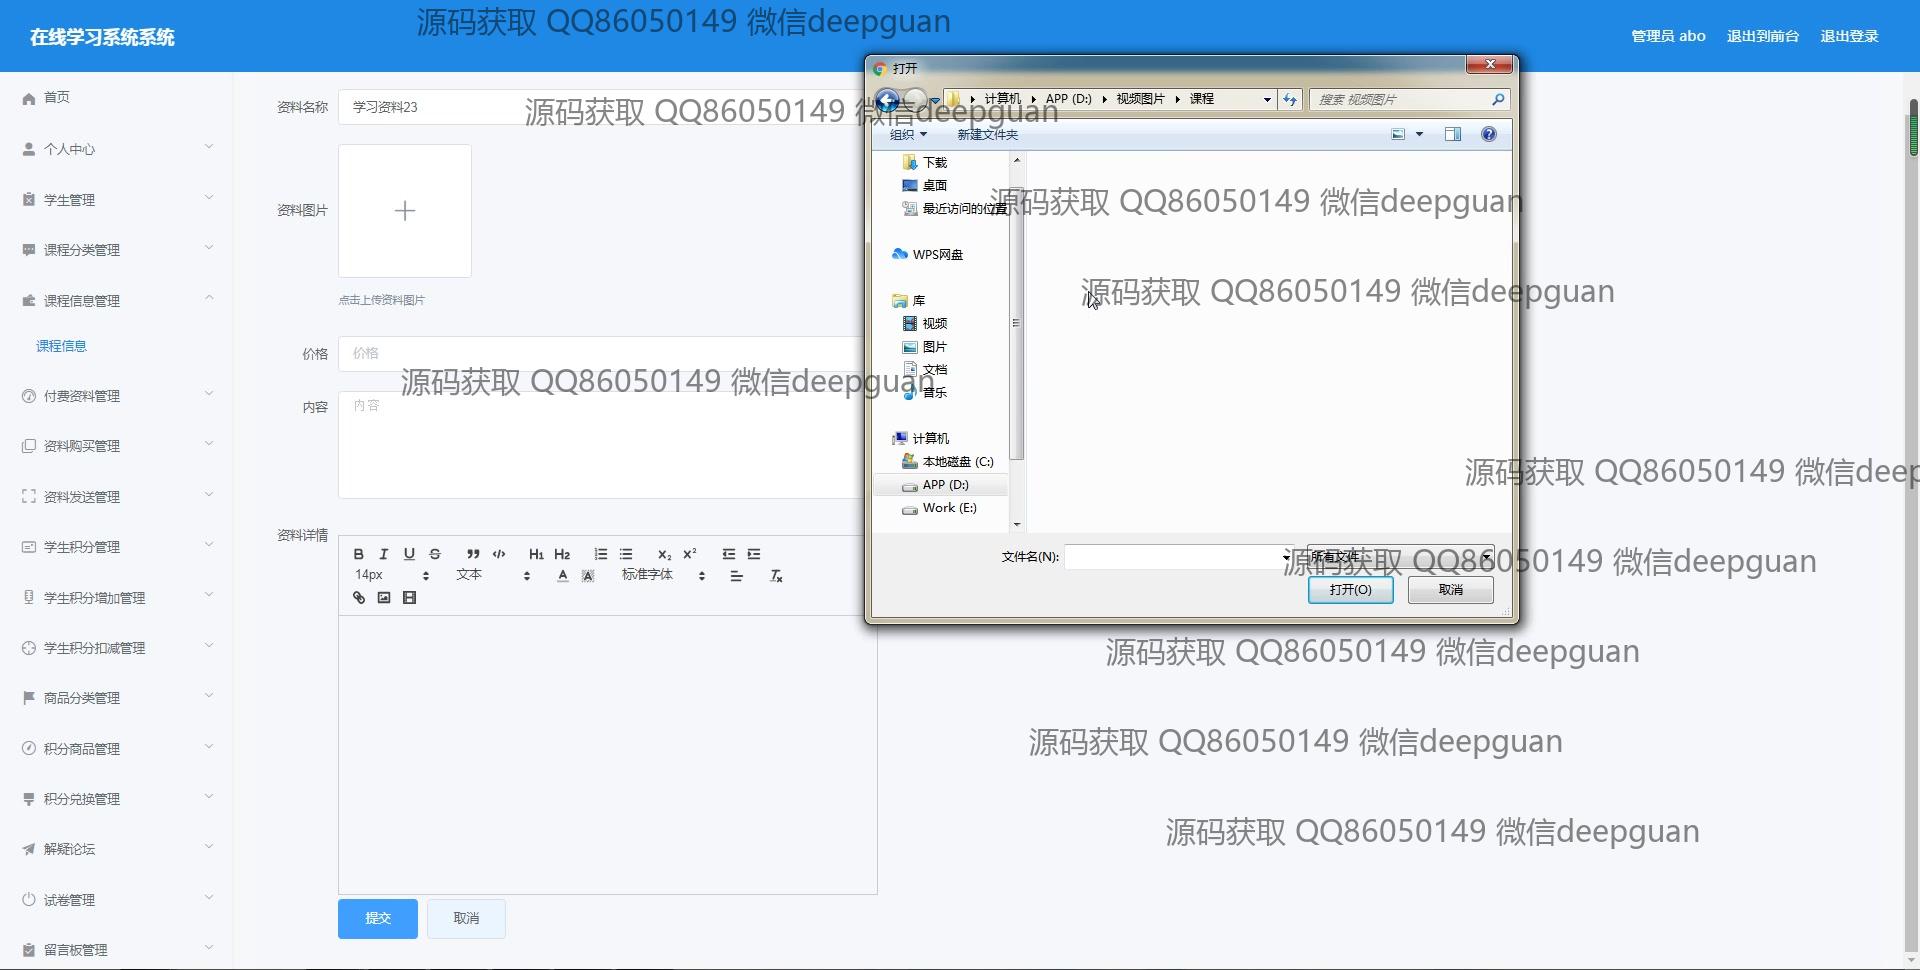 在线学习系统系统
源码获取 QQ86050149 微信deepguan
管理员 abo 退出到前台 退出登录
首页
个人中心
学生管理
课程分类管理
课程信息管理
课程信息
付费资料管理
资料购买管理
资料发送管理
学生积分管理
学生积分增加管理
学生积分扣减管理
商品分类管理
积分商品管理
积分兑换管理
解疑论坛
试卷管理
留言板管理
资料名称 学习资料23
源码获取 QQ86050149 微信deepguan
资料图片
点击上传资料图片
价格 价格
源码获取 QQ86050149 微信deepguan
内容 内容
资料详情
B I U S H1 H2 X2 X2
14px 文本 A A 标准字体 Tx
提交 取消
打开
计算机 APP (D:) 视频图片 课程 搜索 视频图片
组织 新建文件夹
下载
桌面
最近访问的位置
源码获取 QQ86050149 微信deepguan
WPS网盘
源码获取 QQ86050149 微信deepguan
库
视频
图片
文档
音乐
计算机
本地磁盘 (C:)
APP (D:)
Work (E:)
源码获取 QQ86050149 微信deep
文件名(N): 所有文件
源码获取 QQ86050149 微信deepguan
打开(O) 取消
源码获取 QQ86050149 微信deepguan
源码获取 QQ86050149 微信deepguan
源码获取 QQ86050149 微信deepguan